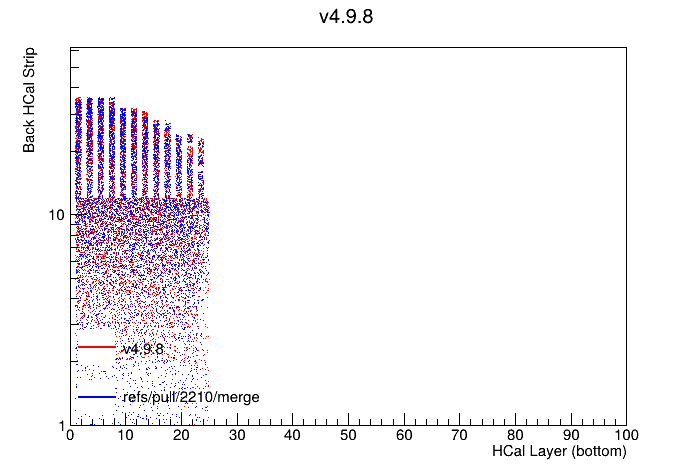 v4.9.8
Back HCal Strip
10
1
v4.9.8
refs/pull/2210/merge
0 10 20 30 40 50 60 70 80 90 100
HCal Layer (bottom)